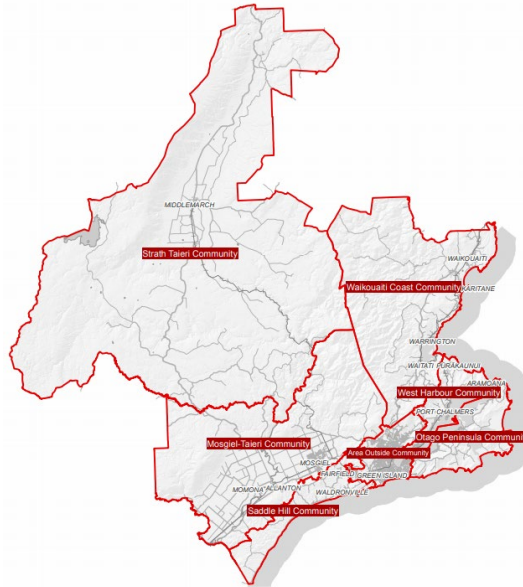 MIDDLEMARCH
Strath Taieri Community
WAIKOUAITI
Waikouaiti Coast Community
KARITANE
WARRINGTON
WAITATI PURAKAUNUI
ARAMOANA
West Harbour Community
PORT CHALMERS
Otago Peninsula Communi
Mosgiel-Taieri Community
Area Outside Community
MOSGIEL
FAIRFIELD
GREEN ISLAND
MOMONA
ALLANTON
WALDRONVILLE
Saddle Hill Community